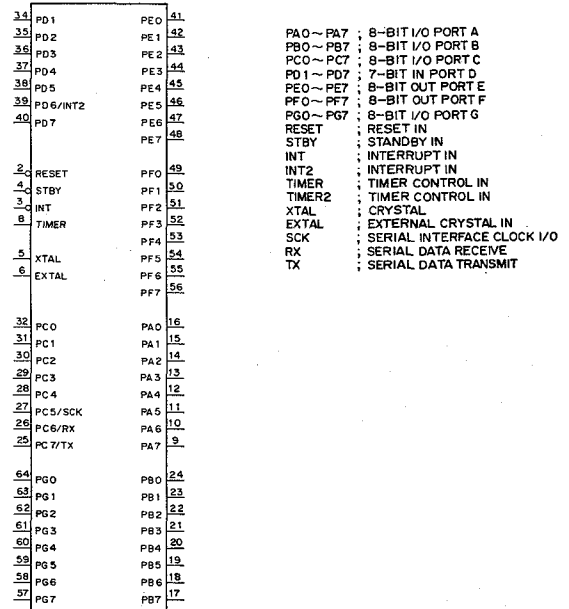 34 PD1 PE0 41
35 PD2 PE1 42
36 PD3 PE2 43
37 PD4 PE3 44
38 PD5 PE4 45
39 PD6/INT2 PE5 46
40 PD7 PE6 47
PE7 48
2 RESET PF0 49
4 STBY PF1 50
3 INT PF2 51
8 TIMER PF3 52
PF4 53
5 XTAL PF5 54
6 EXTAL PF6 55
PF7 56
32 PC0 PA0 16
31 PC1 PA1 15
30 PC2 PA2 14
29 PC3 PA3 13
28 PC4 PA4 12
27 PC5/SCK PA5 11
26 PC6/RX PA6 10
25 PC7/TX PA7 9
64 PG0 PB0 24
63 PG1 PB1 23
62 PG2 PB2 22
61 PG3 PB3 21
60 PG4 PB4 20
59 PG5 PB5 19
58 PG6 PB6 18
57 PG7 PB7 17
PA0~PA7 ; 8-BIT I/O PORT A
PB0~PB7 ; 8-BIT I/O PORT B
PC0~PC7 ; 8-BIT I/O PORT C
PD1~PD7 ; 7-BIT IN PORT D
PE0~PE7 ; 8-BIT OUT PORT E
PF0~PF7 ; 8-BIT OUT PORT F
PG0~PG7 ; 8-BIT I/O PORT G
RESET ; RESET IN
STBY ; STANDBY IN
INT ; INTERRUPT IN
INT2 ; INTERRUPT IN
TIMER ; TIMER CONTROL IN
TIMER2 ; TIMER CONTROL IN
XTAL ; CRYSTAL
EXTAL ; EXTERNAL CRYSTAL IN
SCK ; SERIAL INTERFACE CLOCK I/O
RX ; SERIAL DATA RECEIVE
TX ; SERIAL DATA TRANSMIT